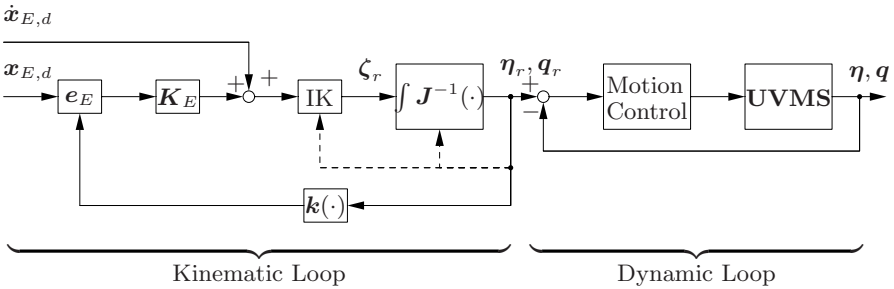 ẋ_{E,d}
x_{E,d}
e_E
K_E
+ +
IK
ζ_r
∫ J^{-1}(·)
η_r, q_r
+
−
Motion
Control
UVMS
η, q
k(·)
Kinematic Loop
Dynamic Loop